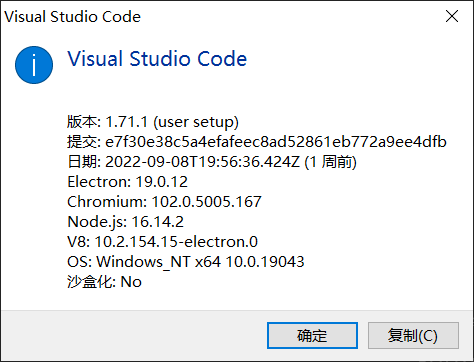 Visual Studio Code
Visual Studio Code
版本: 1.71.1 (user setup)
提交: e7f30e38c5a4efafeec8ad52861eb772a9ee4dfb
日期: 2022-09-08T19:56:36.424Z (1 周前)
Electron: 19.0.12
Chromium: 102.0.5005.167
Node.js: 16.14.2
V8: 10.2.154.15-electron.0
OS: Windows_NT x64 10.0.19043
沙盒化: No
确定
复制(C)